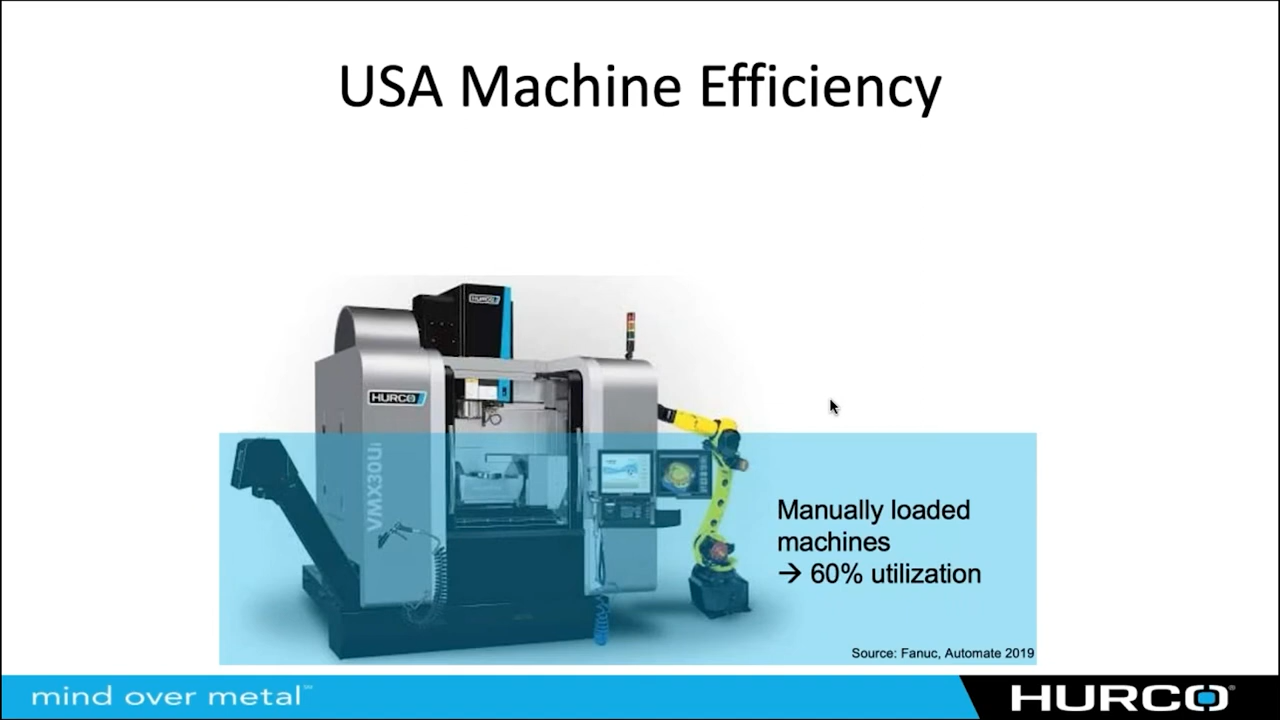 USA Machine Efficiency
HURCO
HURCO
VMX30Ui
Manually loaded
machines
→ 60% utilization
Source: Fanuc, Automate 2019
mind over metal™
HURCO®